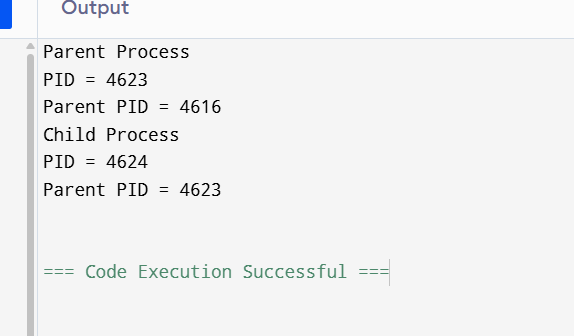 Output
Parent Process
PID = 4623
Parent PID = 4616
Child Process
PID = 4624
Parent PID = 4623
=== Code Execution Successful ===